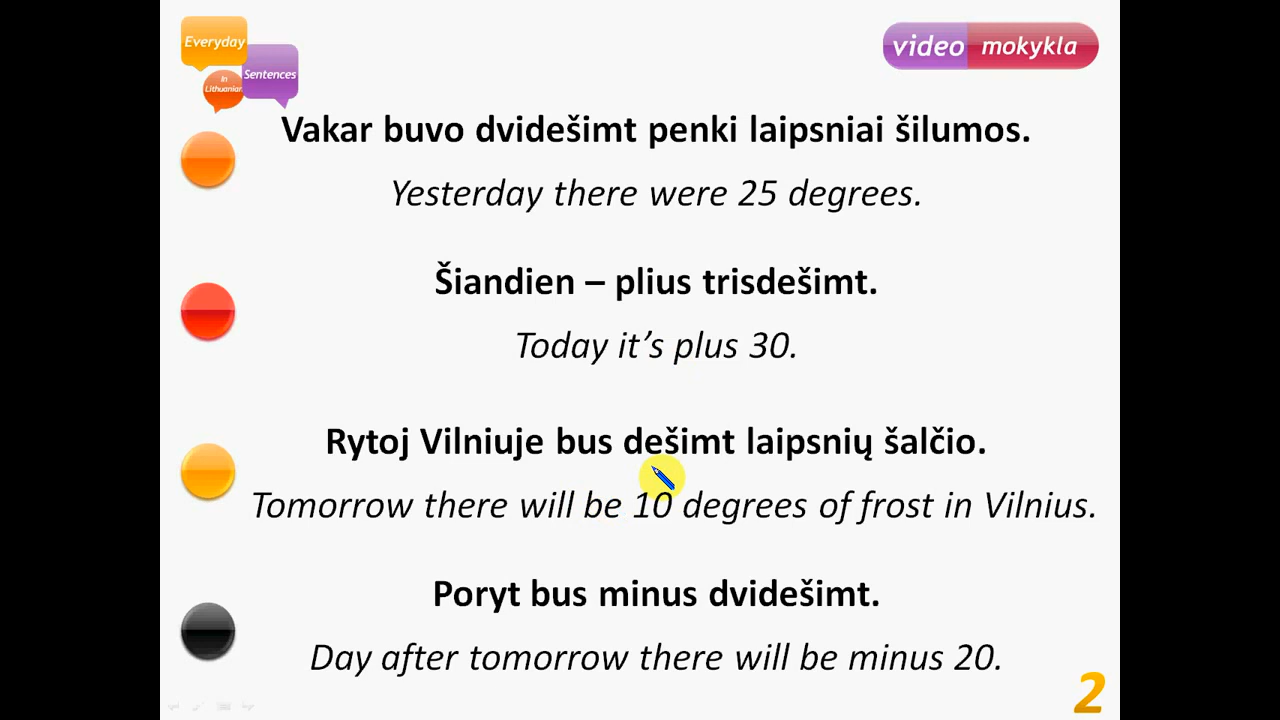 Everyday
in
Lithuanian
Sentences
video mokykla
Vakar buvo dvidešimt penki laipsniai šilumos.
Yesterday there were 25 degrees.
Šiandien – plius trisdešimt.
Today it’s plus 30.
Rytoj Vilniuje bus dešimt laipsnių šalčio.
Tomorrow there will be 10 degrees of frost in Vilnius.
Poryt bus minus dvidešimt.
Day after tomorrow there will be minus 20.
2